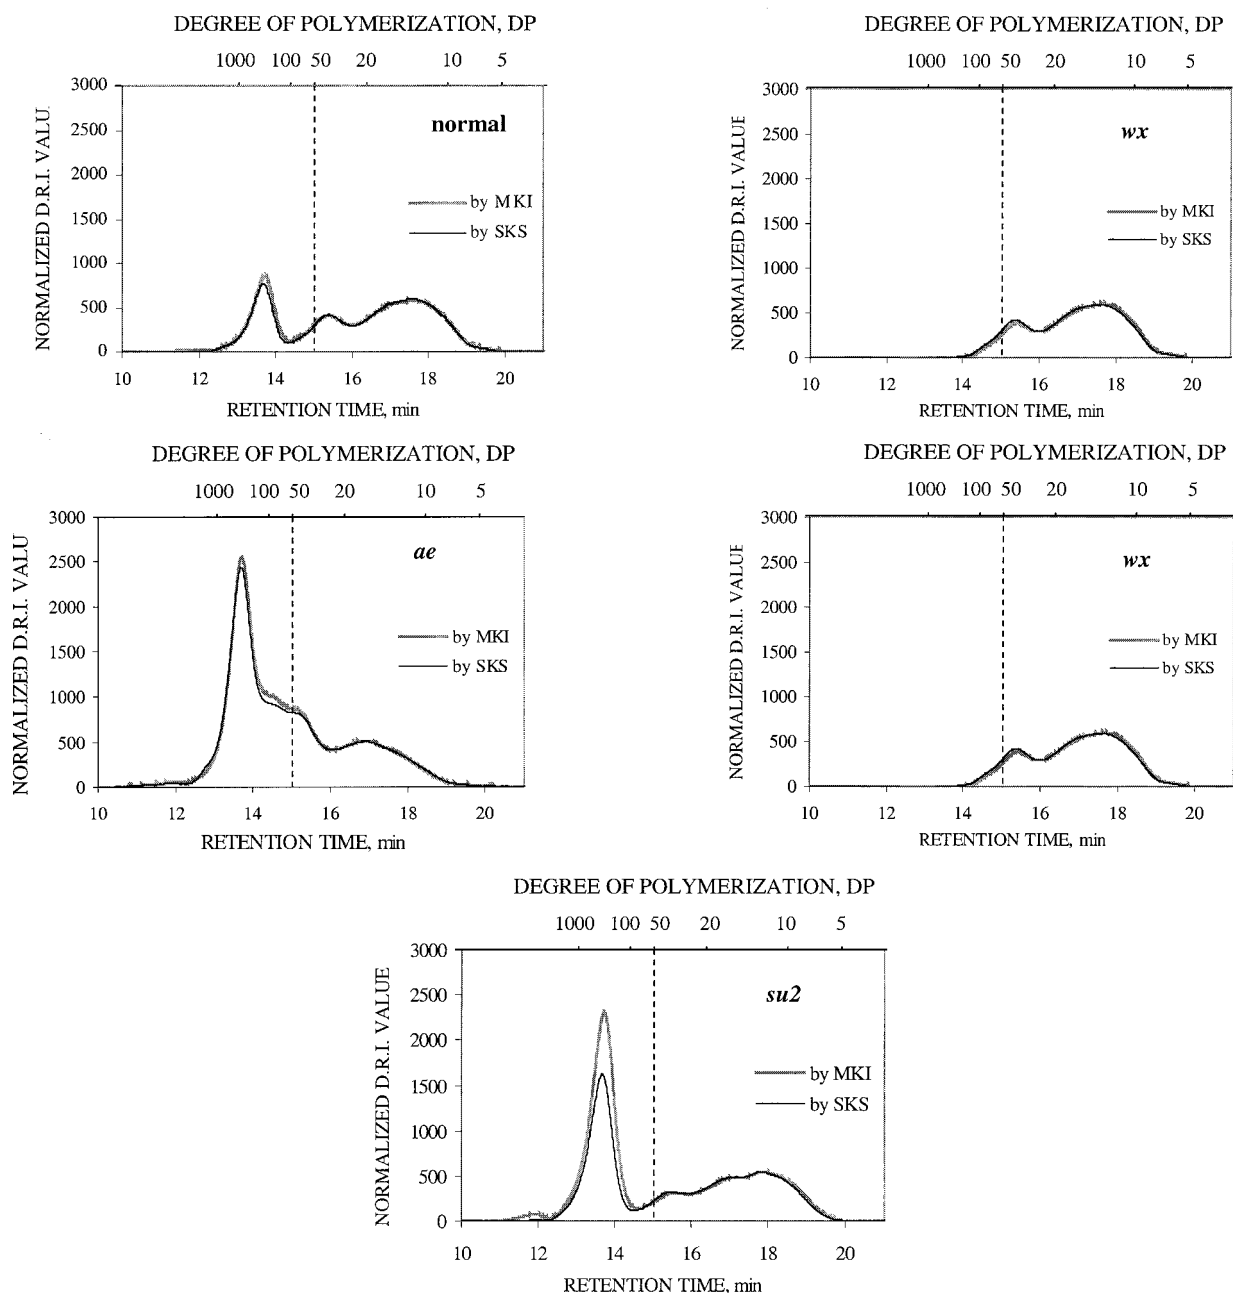 DEGREE OF POLYMERIZATION, DP
1000 100 50 20 10 5
NORMALIZED D.R.I. VALU
3000
2500
2000
1500
1000
500
0
normal
by MKI
by SKS
10 12 14 16 18 20
RETENTION TIME, min
DEGREE OF POLYMERIZATION, DP
1000 100 50 20 10 5
NORMALIZED D.R.I. VALUE
3000
2500
2000
1500
1000
500
0
wx
by MKI
by SKS
10 12 14 16 18 20
RETENTION TIME, min
DEGREE OF POLYMERIZATION, DP
1000 100 50 20 10 5
NORMALIZED D.R.I. VALU
3000
2500
2000
1500
1000
500
0
ae
by MKI
by SKS
10 12 14 16 18 20
RETENTION TIME, min
DEGREE OF POLYMERIZATION, DP
1000 100 50 20 10 5
NORMALIZED D.R.I. VALUE
3000
2500
2000
1500
1000
500
0
wx
by MKI
by SKS
10 12 14 16 18 20
RETENTION TIME, min
DEGREE OF POLYMERIZATION, DP
1000 100 50 20 10 5
NORMALIZED D.R.I. VALUE
3000
2500
2000
1500
1000
500
0
su2
by MKI
by SKS
10 12 14 16 18 20
RETENTION TIME, min